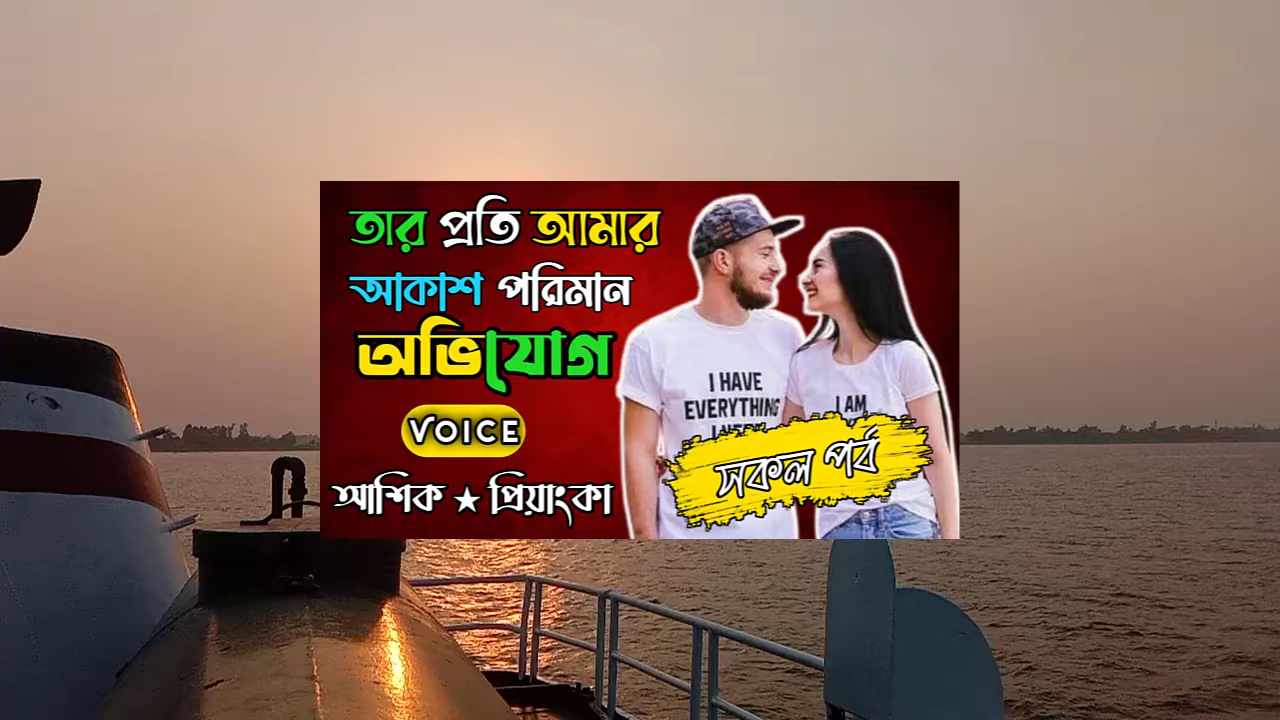 তার প্রতি আমার
আকাশ পরিমান
অভিযোগ
VOICE
আশিক ★ প্রিয়াংকা
I HAVE
EVERYTHING
I AM
সকল পর্ব